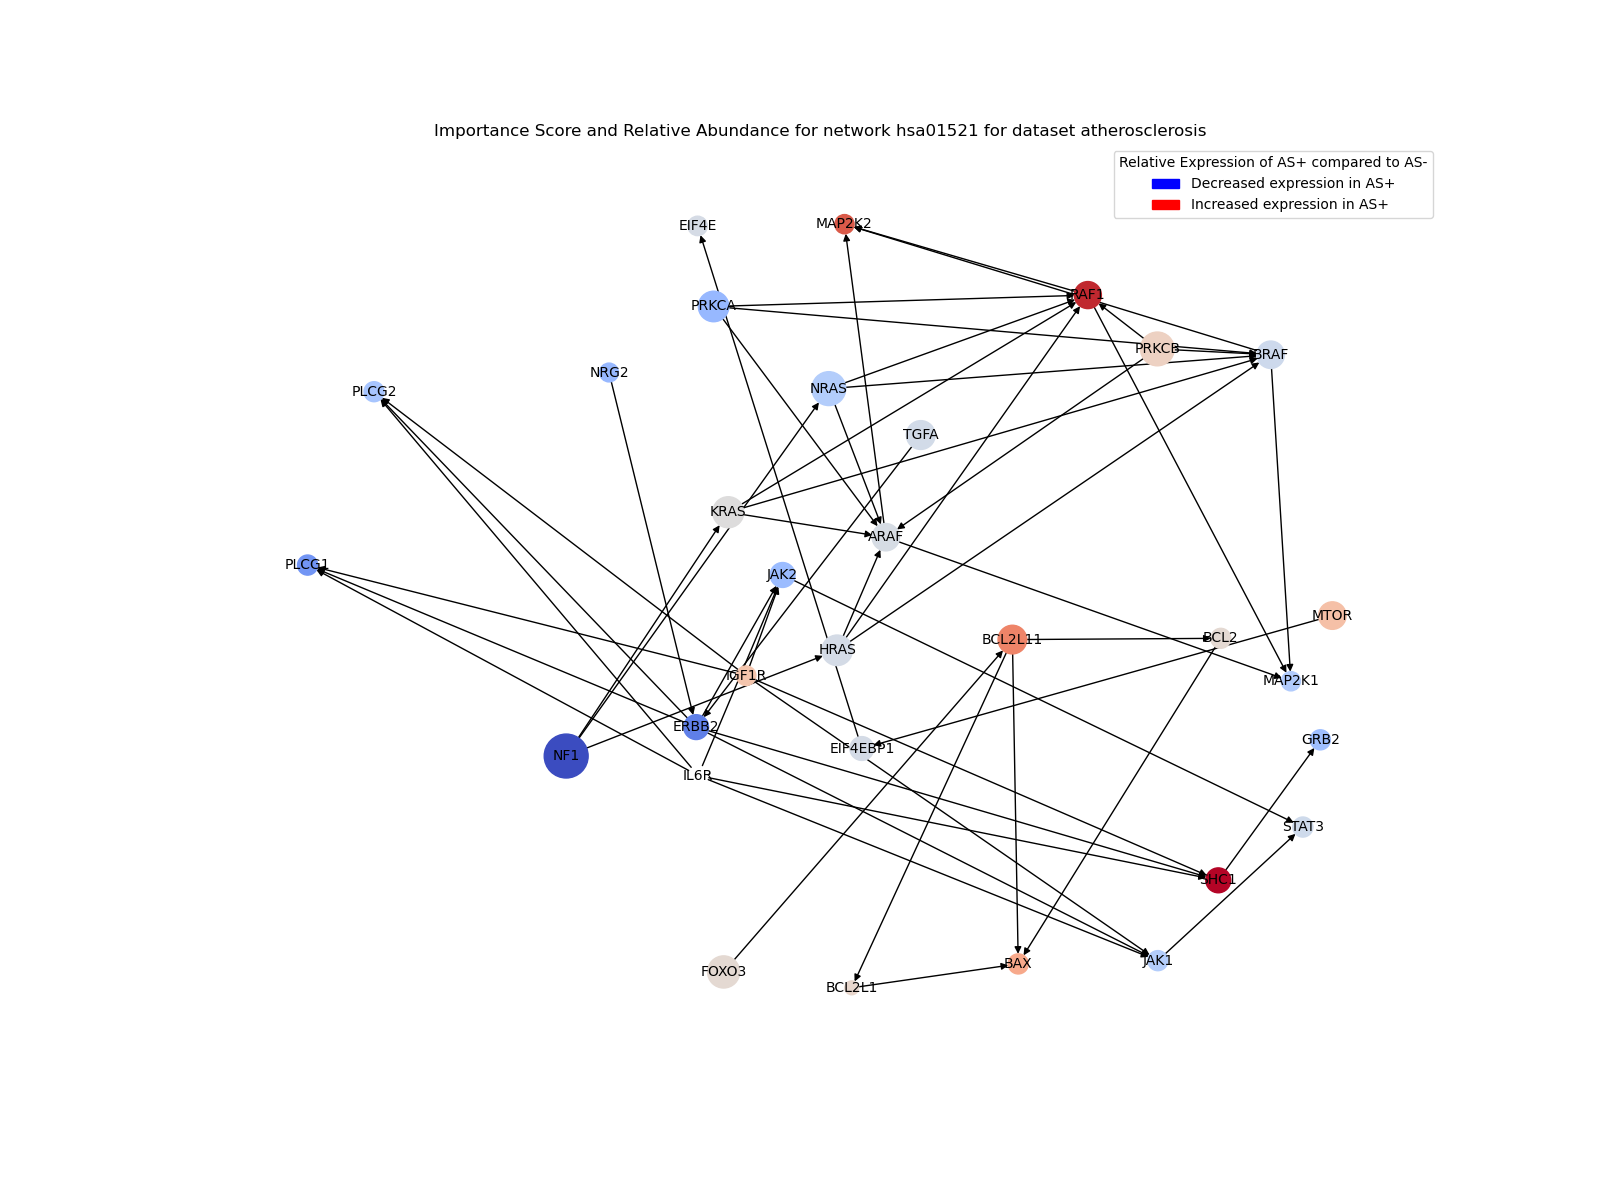 Importance Score and Relative Abundance for network hsa01521 for dataset atherosclerosis
Relative Expression of AS+ compared to AS-
Decreased expression in AS+
Increased expression in AS+
EIF4E
MAP2K2
PRKCA
RAF1
PRKCB
BRAF
NRG2
PLCG2
NRAS
TGFA
KRAS
ARAF
PLCG1
JAK2
MTOR
BCL2L11
BCL2
HRAS
IGF1R
MAP2K1
ERBB2
GRB2
EIF4EBP1
NF1
IL6R
STAT3
SHC1
JAK1
BAX
FOXO3
BCL2L1